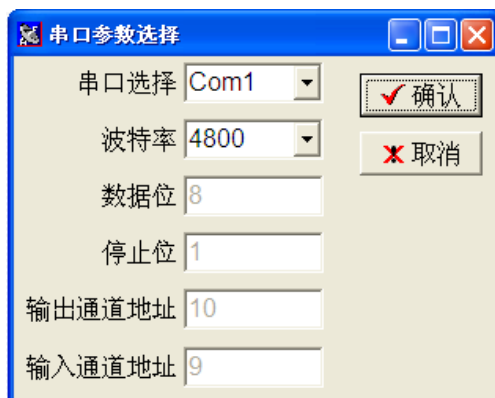 串口参数选择
串口选择 Com1
确认
波特率 4800
取消
数据位 8
停止位 1
输出通道地址 10
输入通道地址 9